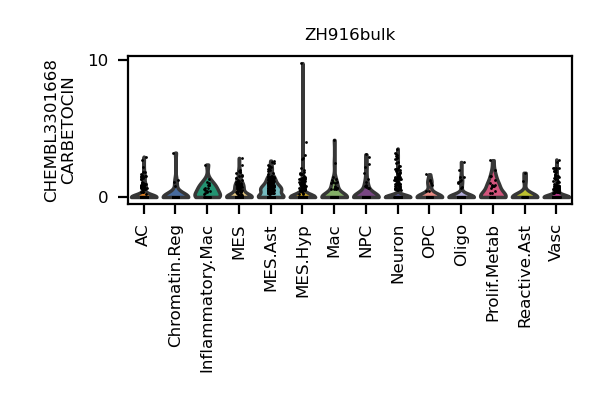 ZH916bulk
CHEMBL3301668
CARBETOCIN
10
0
AC
Chromatin.Reg
Inflammatory.Mac
MES
MES.Ast
MES.Hyp
Mac
NPC
Neuron
OPC
Oligo
Prolif.Metab
Reactive.Ast
Vasc